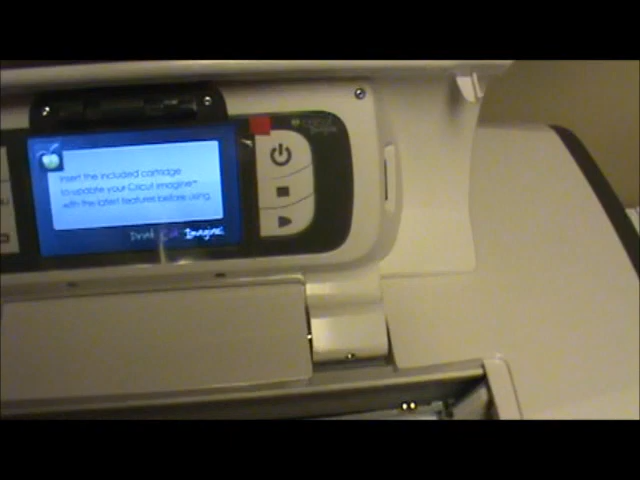 Insert the included cartridge
to update your Cricut Imagine™
with the latest features before using.
Print Cut Imagine